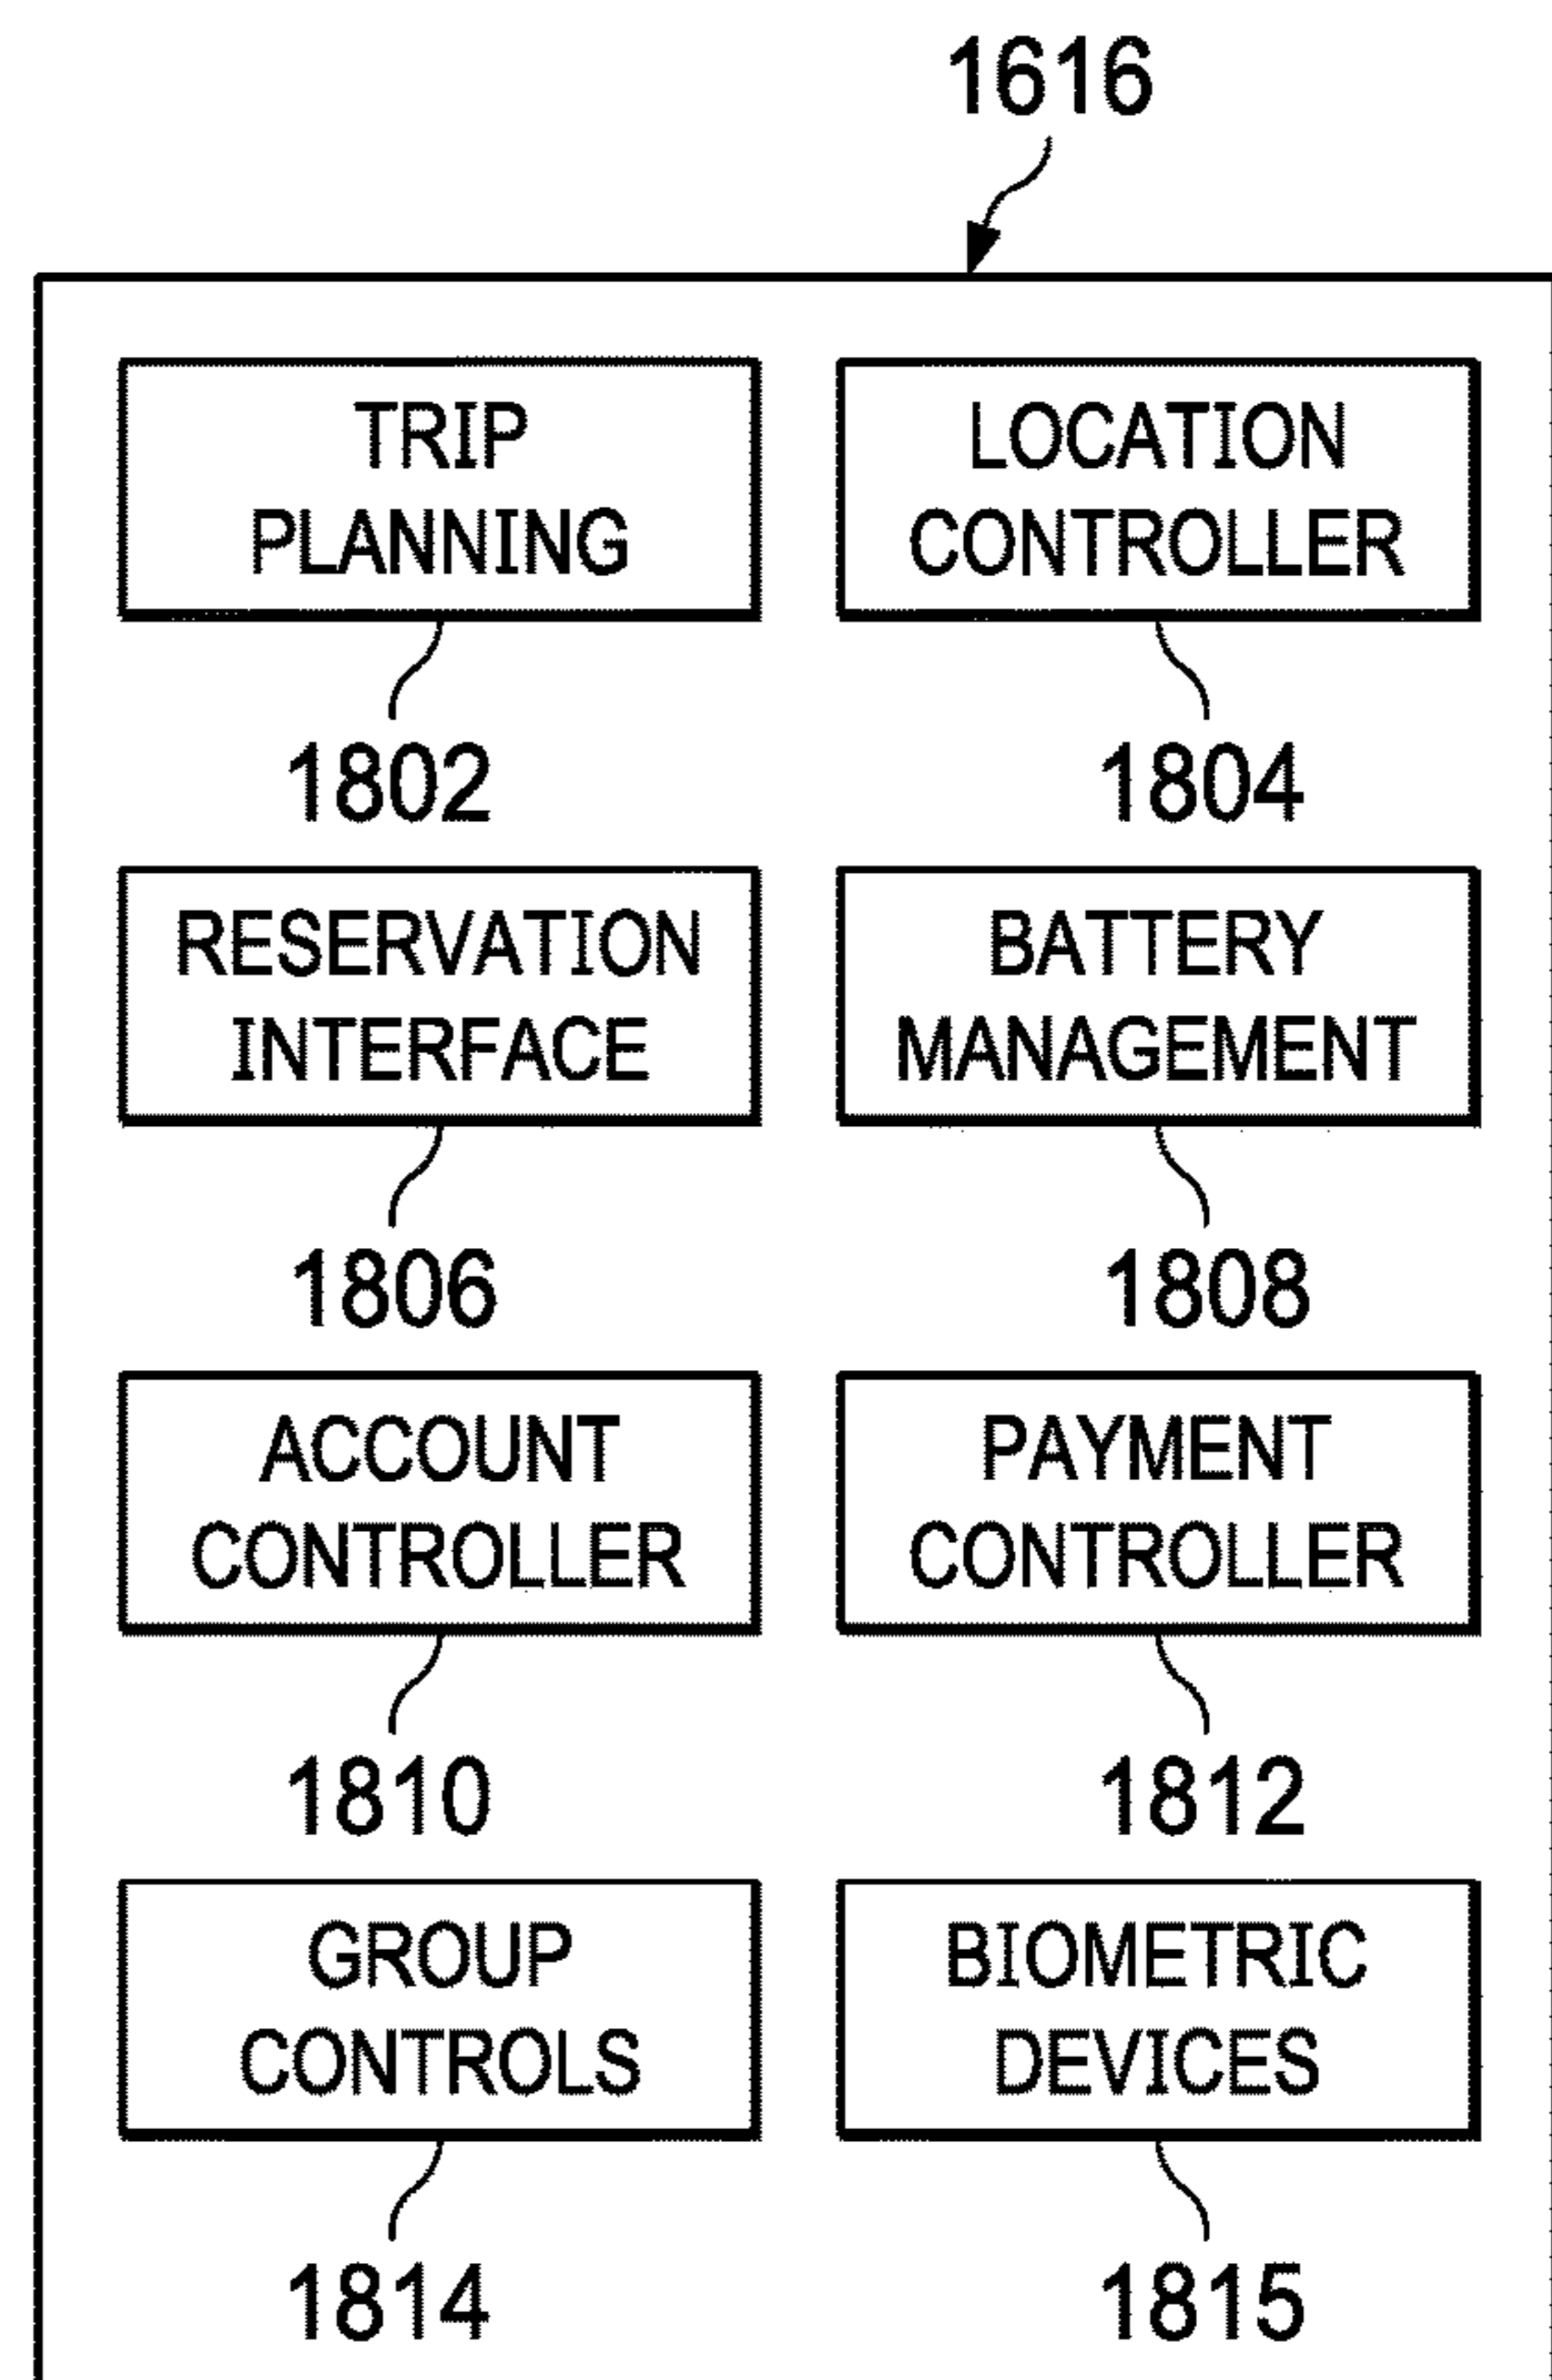 1616
TRIP
PLANNING
1802
LOCATION
CONTROLLER
1804
RESERVATION
INTERFACE
1806
BATTERY
MANAGEMENT
1808
ACCOUNT
CONTROLLER
1810
PAYMENT
CONTROLLER
1812
GROUP
CONTROLS
1814
BIOMETRIC
DEVICES
1815